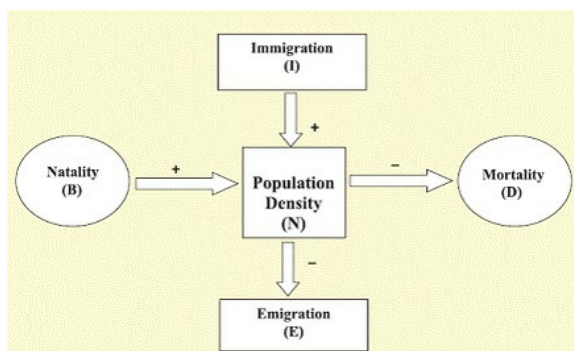 Immigration
(I)
+
Natality
(B)
+
Population
Density
(N)
–
Mortality
(D)
–
Emigration
(E)